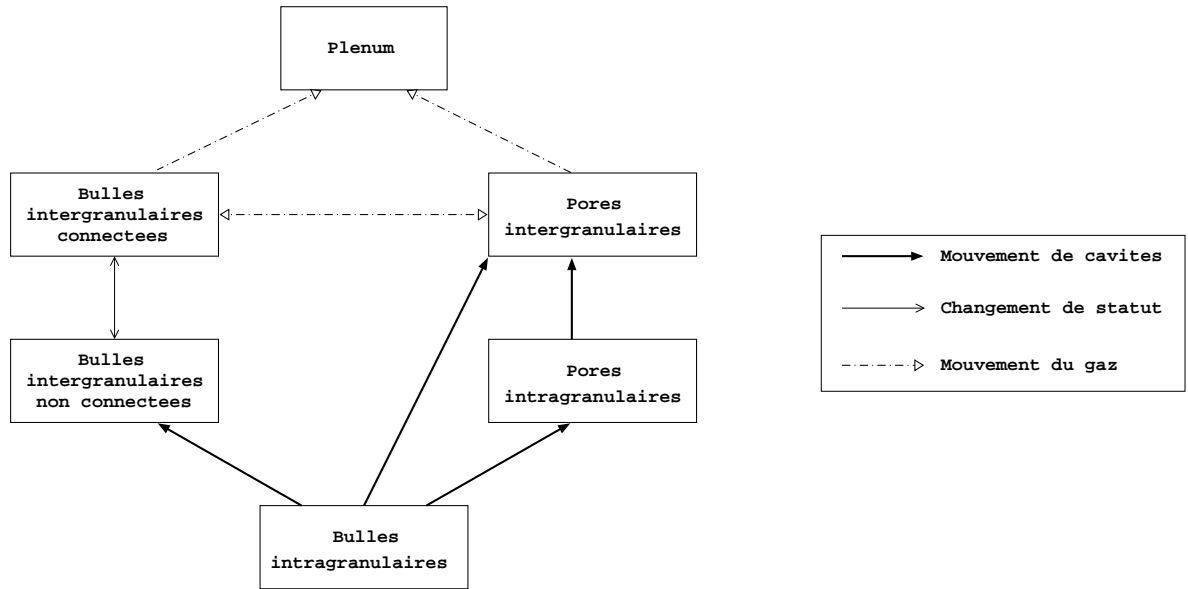 Plenum
Bulles
intergranulaires
connectees
Pores
intergranulaires
Bulles
intergranulaires
non connectees
Pores
intragranulaires
Bulles
intragranulaires
Mouvement de cavites
Changement de statut
Mouvement du gaz